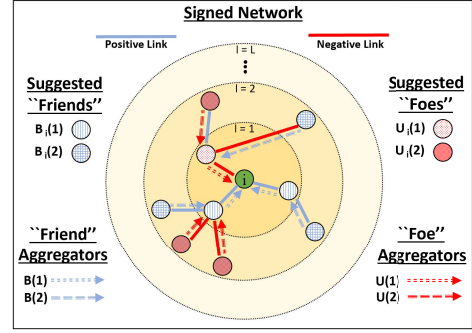 Signed Network
Positive Link
Negative Link
l = L
l = 2
l = 1
i
Suggested
``Friends''
B i(1)
B i(2)
Suggested
``Foes''
U i(1)
U i(2)
``Friend''
Aggregators
B(1)
B(2)
``Foe''
Aggregators
U(1)
U(2)